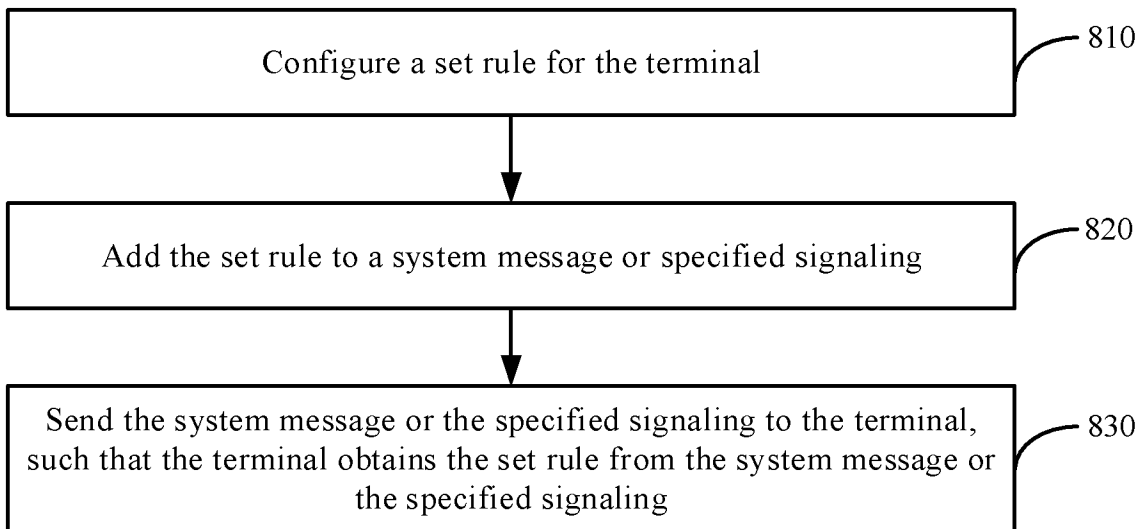 Configure a set rule for the terminal
810
Add the set rule to a system message or specified signaling
820
Send the system message or the specified signaling to the terminal,
such that the terminal obtains the set rule from the system message or
the specified signaling
830